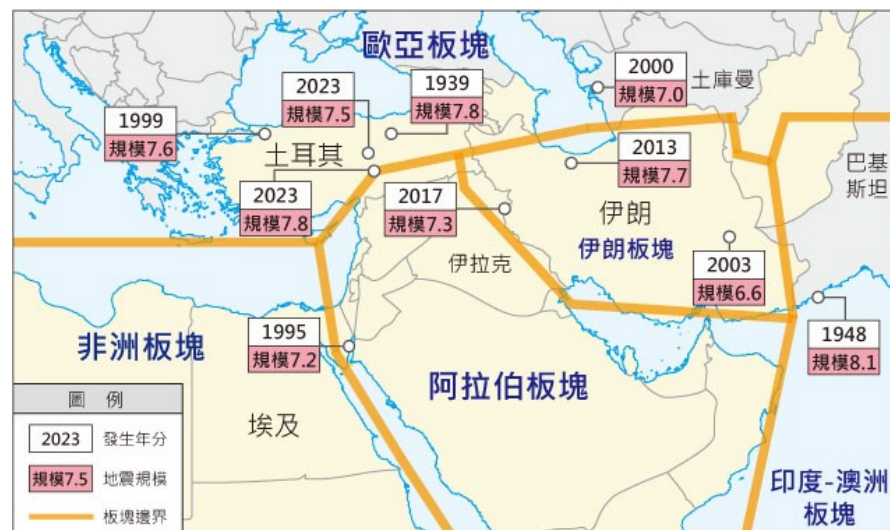 歐亞板塊
2023
規模7.5
1939
規模7.8
2000
規模7.0
土庫曼
1999
規模7.6
土耳其
2013
規模7.7
巴基
斯坦
2023
規模7.8
2017
規模7.3
伊朗
伊朗板塊
伊拉克
2003
規模6.6
非洲板塊
1995
規模7.2
1948
規模8.1
阿拉伯板塊
圖 例
2023 發生年分
規模7.5 地震規模
板塊邊界
埃及
印度-澳洲
板塊